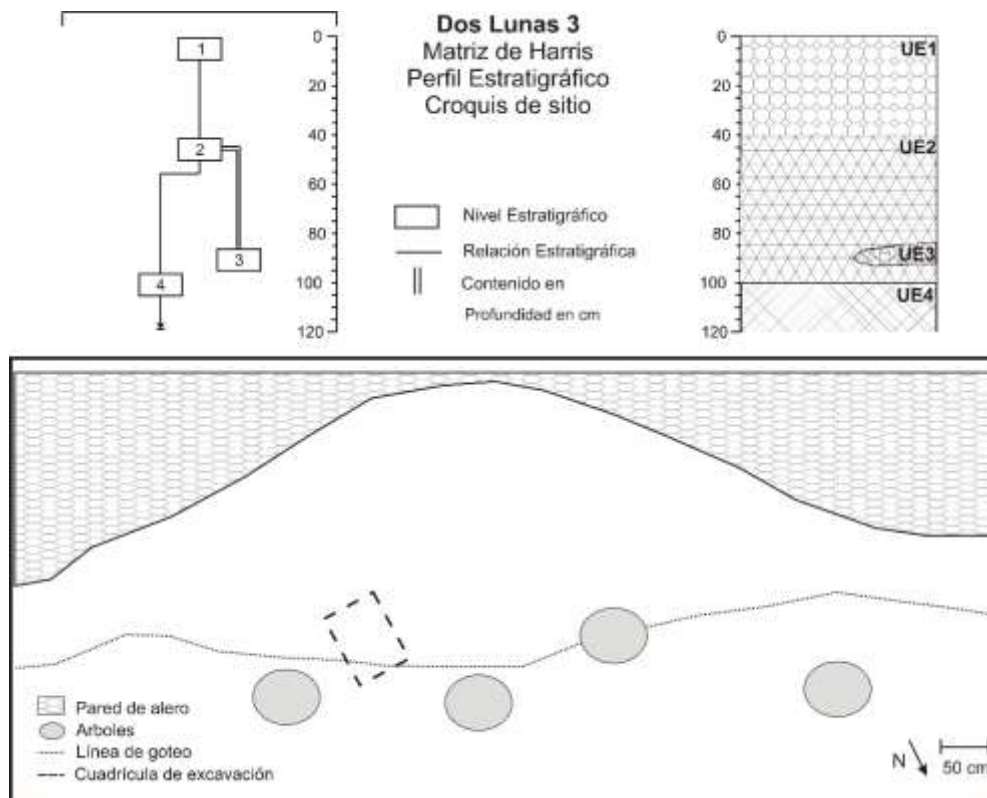 Dos Lunas 3
Matriz de Harris
Perfil Estratigráfico
Croquis de sitio
1
2
3
4
0
20
40
60
80
100
120
Nivel Estratigráfico
Relación Estratigráfica
Contenido en
Profundidad en cm
0
20
40
60
80
100
120
UE1
UE2
UE3
UE4
Pared de alero
Arboles
Línea de goteo
Cuadrícula de excavación
N
50 cm